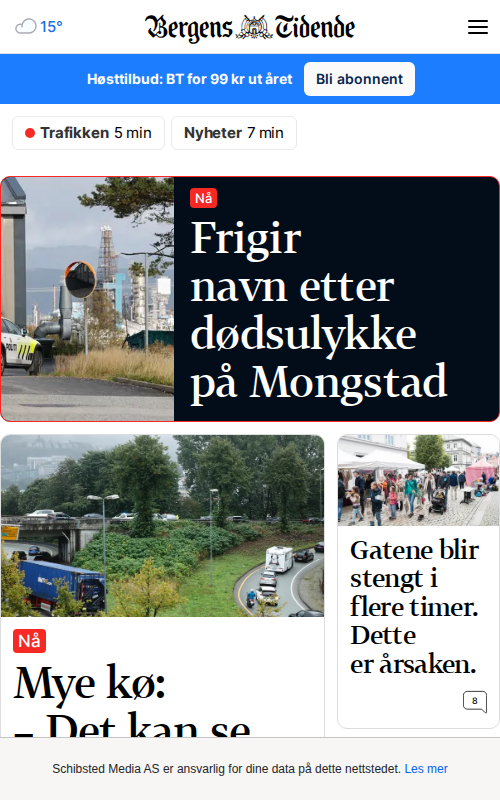 15°
Bergens Tidende
Høsttilbud: BT for 99 kr ut året
Bli abonnent
Trafikken 5 min
Nyheter 7 min
Nå
Frigir
navn etter
dødsulykke
på Mongstad
POLITI
Gatene blir
stengt i
flere timer.
Dette
er årsaken.
8
Nå
Mye kø:
– Det kan se
Schibsted Media AS er ansvarlig for dine data på dette nettstedet. Les mer